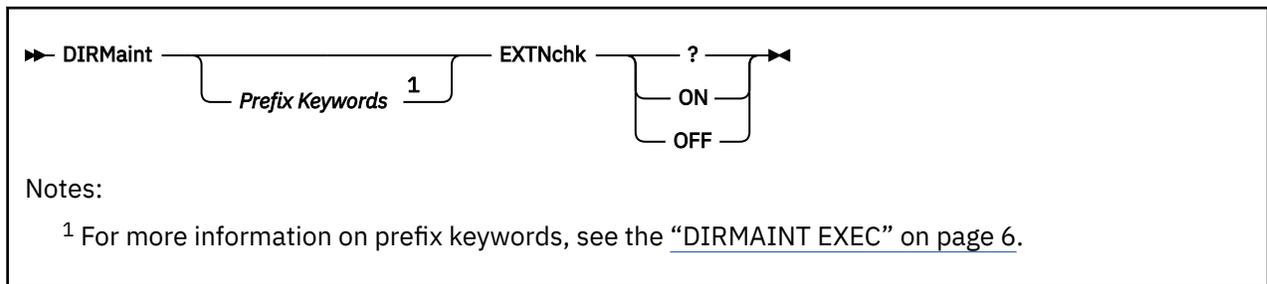 DIRMaint EXTNchk ?
Prefix Keywords 1 ON
OFF
Notes:
1 For more information on prefix keywords, see the “DIRMAINT EXEC” on page 6.